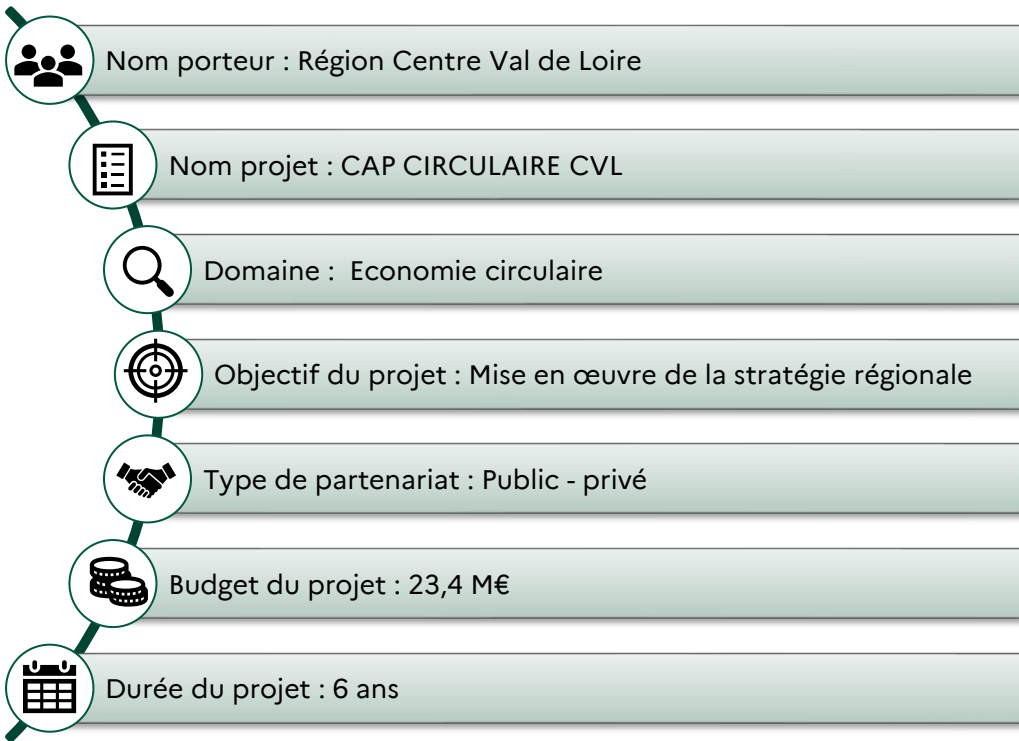 Nom porteur : Région Centre Val de Loire
Nom projet : CAP CIRCULAIRE CVL
Domaine :  Economie circulaire
Objectif du projet : Mise en œuvre de la stratégie régionale
Type de partenariat : Public - privé
Budget du projet : 23,4 M€
Durée du projet : 6 ans